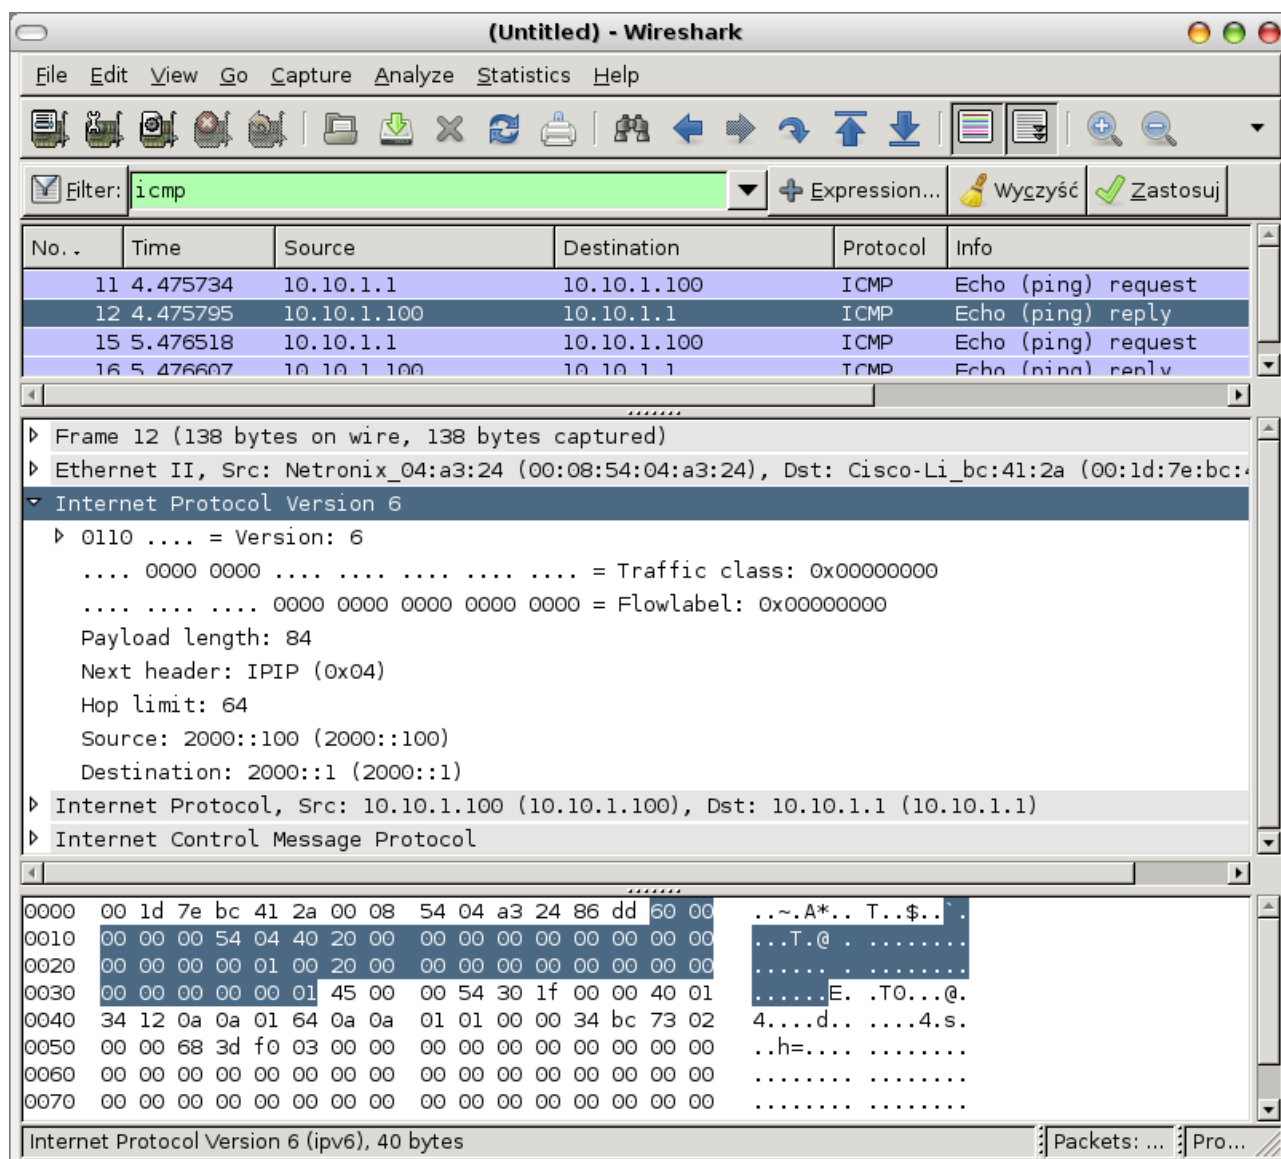 (Untitled) - Wireshark
File Edit View Go Capture Analyze Statistics Help
Filter: icmp Expression... Wyczyść Zastosuj
No. . Time Source Destination Protocol Info
11 4.475734 10.10.1.1 10.10.1.100 ICMP Echo (ping) request
12 4.475795 10.10.1.100 10.10.1.1 ICMP Echo (ping) reply
15 5.476518 10.10.1.1 10.10.1.100 ICMP Echo (ping) request
16 5.476607 10.10.1.100 10.10.1.1 ICMP Echo (ping) reply
Frame 12 (138 bytes on wire, 138 bytes captured)
Ethernet II, Src: Netronix_04:a3:24 (00:08:54:04:a3:24), Dst: Cisco-Li_bc:41:2a (00:1d:7e:bc:4
Internet Protocol Version 6
0110 .... = Version: 6
.... 0000 0000 .... .... .... .... .... = Traffic class: 0x00000000
.... .... .... 0000 0000 0000 0000 0000 = Flowlabel: 0x00000000
Payload length: 84
Next header: IPIP (0x04)
Hop limit: 64
Source: 2000::100 (2000::100)
Destination: 2000::1 (2000::1)
Internet Protocol, Src: 10.10.1.100 (10.10.1.100), Dst: 10.10.1.1 (10.10.1.1)
Internet Control Message Protocol
0000 00 1d 7e bc 41 2a 00 08 54 04 a3 24 86 dd 60 00 ..~.A*.. T..$..`.
0010 00 00 00 54 04 40 20 00 00 00 00 00 00 00 00 00 ...T.@ . ........
0020 00 00 00 00 01 00 20 00 00 00 00 00 00 00 00 00 ...... . ........
0030 00 00 00 00 00 01 45 00 00 54 30 1f 00 00 40 01 ......E. .T0...@.
0040 34 12 0a 0a 01 64 0a 0a 01 01 00 00 34 bc 73 02 4....d.. ....4.s.
0050 00 00 68 3d f0 03 00 00 00 00 00 00 00 00 00 00 ..h=.... ........
0060 00 00 00 00 00 00 00 00 00 00 00 00 00 00 00 00 ........ ........
0070 00 00 00 00 00 00 00 00 00 00 00 00 00 00 00 00 ........ ........
Internet Protocol Version 6 (ipv6), 40 bytes Packets: ... Pro...